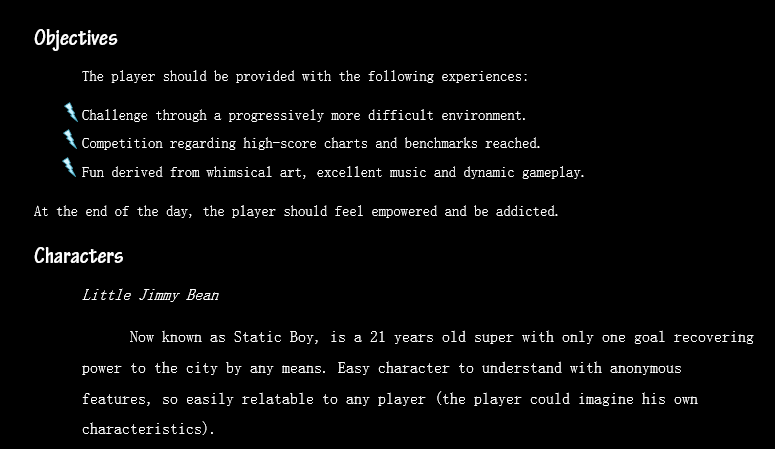 Objectives
The player should be provided with the following experiences:
Challenge through a progressively more difficult environment.
Competition regarding high-score charts and benchmarks reached.
Fun derived from whimsical art, excellent music and dynamic gameplay.
At the end of the day, the player should feel empowered and be addicted.
Characters
Little Jimmy Bean
Now known as Static Boy, is a 21 years old super with only one goal recovering
power to the city by any means. Easy character to understand with anonymous
features, so easily relatable to any player (the player could imagine his own
characteristics).